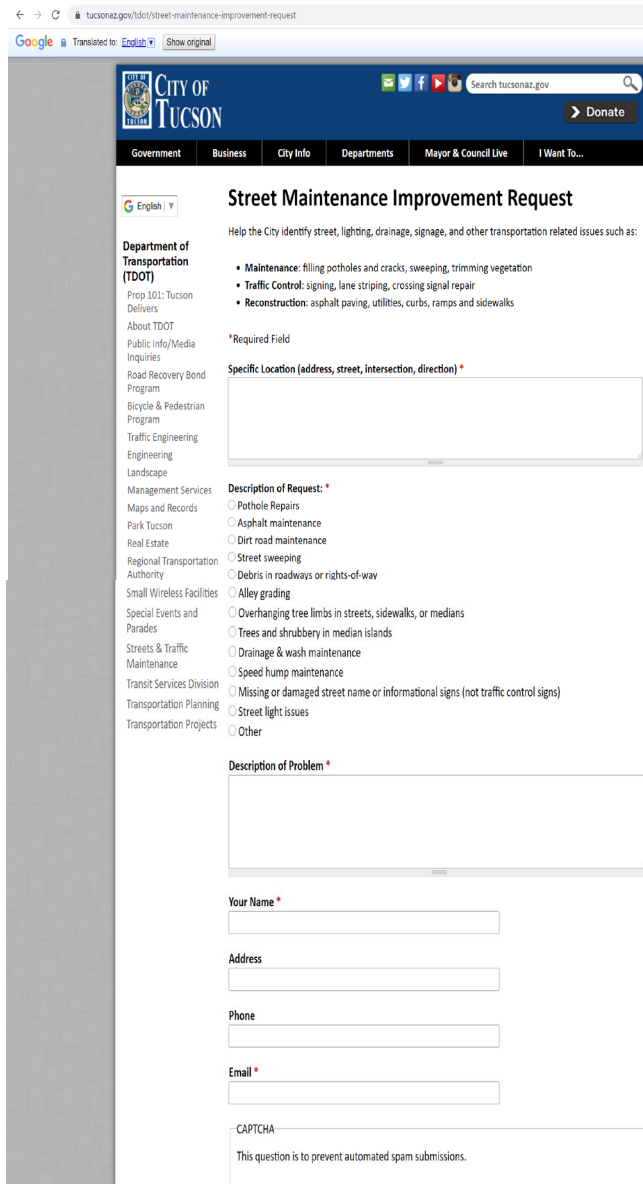 tucsonaz.gov/tdot/street-maintenance-improvement-request
Google Translated to: English Show original
CITY OF
TUCSON
CITY OF
TUCSON
Search tucsonaz.gov
Donate
Government Business City Info Departments Mayor & Council Live I Want To...
G English
Department of
Transportation
(TDOT)
Prop 101: Tucson
Delivers
About TDOT
Public Info/Media
Inquiries
Road Recovery Bond
Program
Bicycle & Pedestrian
Program
Traffic Engineering
Engineering
Landscape
Management Services
Maps and Records
Park Tucson
Real Estate
Regional Transportation
Authority
Small Wireless Facilities
Special Events and
Parades
Streets & Traffic
Maintenance
Transit Services Division
Transportation Planning
Transportation Projects
Street Maintenance Improvement Request
Help the City identify street, lighting, drainage, signage, and other transportation related issues such as:
• Maintenance: filling potholes and cracks, sweeping, trimming vegetation
• Traffic Control: signing, lane striping, crossing signal repair
• Reconstruction: asphalt paving, utilities, curbs, ramps and sidewalks
*Required Field
Specific Location (address, street, intersection, direction) *
Description of Request: *
Pothole Repairs
Asphalt maintenance
Dirt road maintenance
Street sweeping
Debris in roadways or rights-of-way
Alley grading
Overhanging tree limbs in streets, sidewalks, or medians
Trees and shrubbery in median islands
Drainage & wash maintenance
Speed hump maintenance
Missing or damaged street name or informational signs (not traffic control signs)
Street light issues
Other
Description of Problem *
Your Name *
Address
Phone
Email *
CAPTCHA
This question is to prevent automated spam submissions.